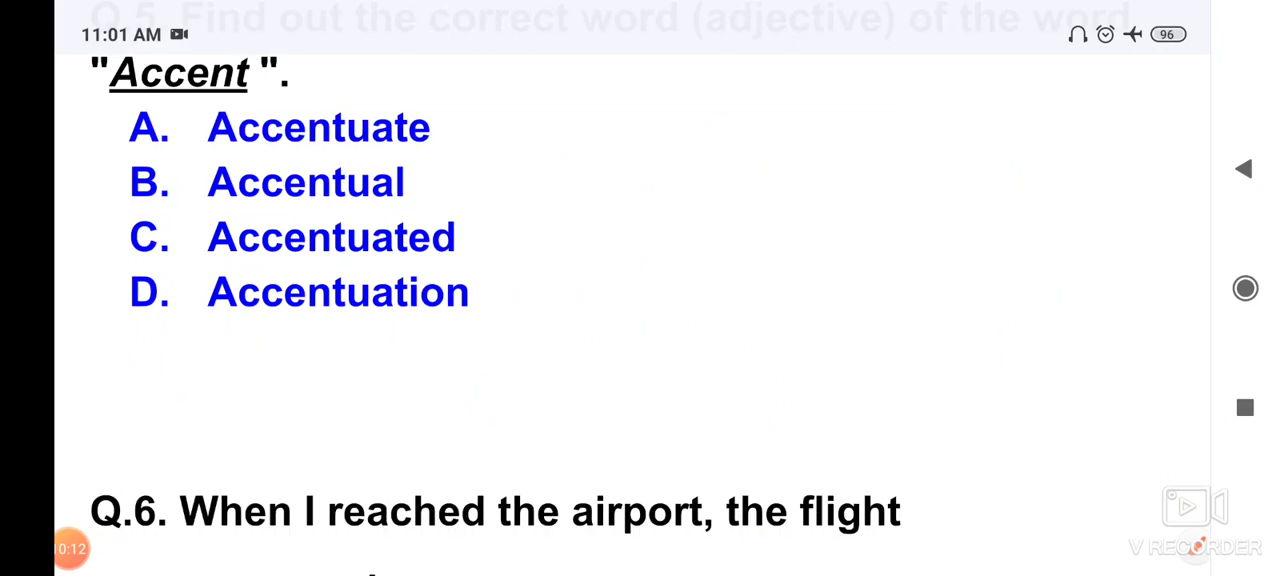 Q.5. Find out the correct word (adjective) of the word
11:01 AM
96
"Accent ".
A. Accentuate
B. Accentual
C. Accentuated
D. Accentuation
Q.6. When I reached the airport, the flight
10:12
V RECORDER